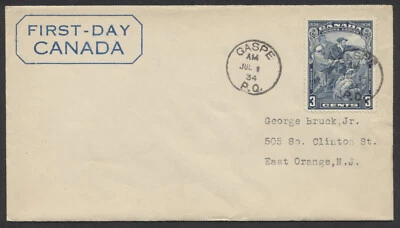 FIRST-DAY
CANADA
GASPE
AM
JUL 1
34
P.Q.
CANADA
3 CENTS 3
P.Q.
George Bruck,Jr.
505 So. Clinton St.
East Orange,N.J.